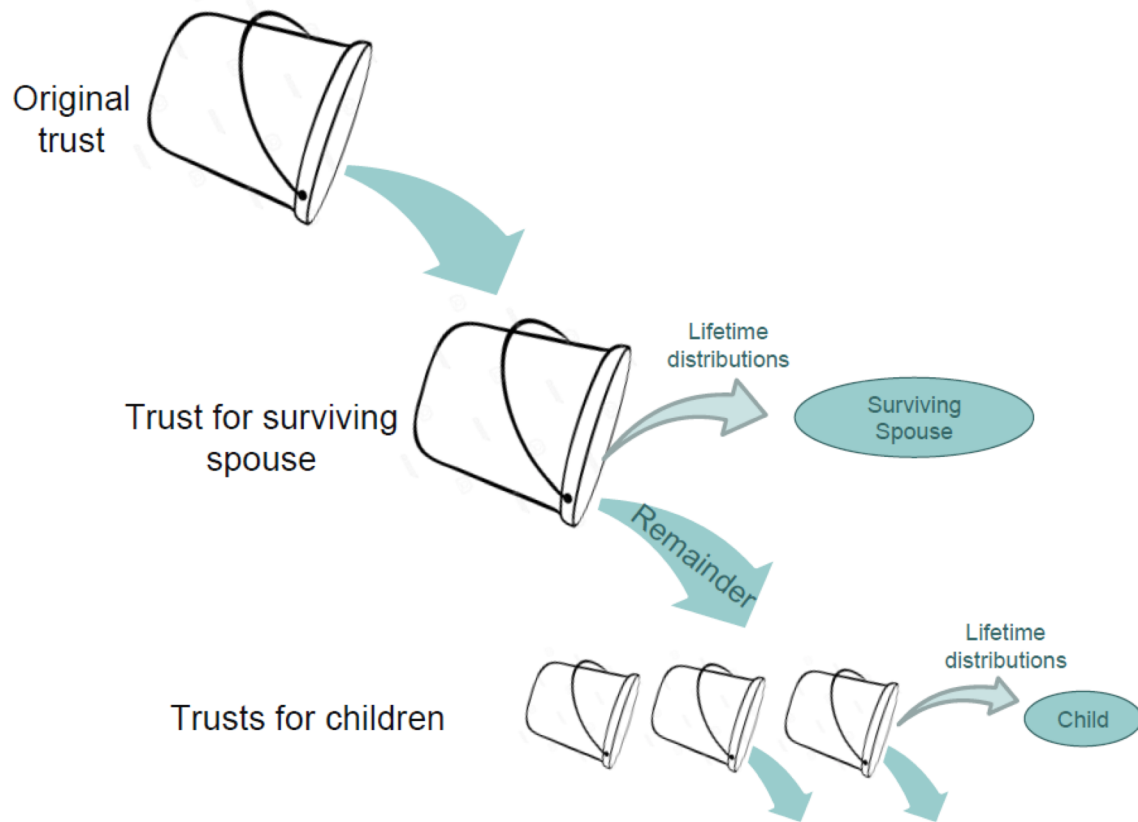 Original
trust
Lifetime
distributions
Surviving
Spouse
Trust for surviving
spouse
Remainder
Lifetime
distributions
Trusts for children
Child